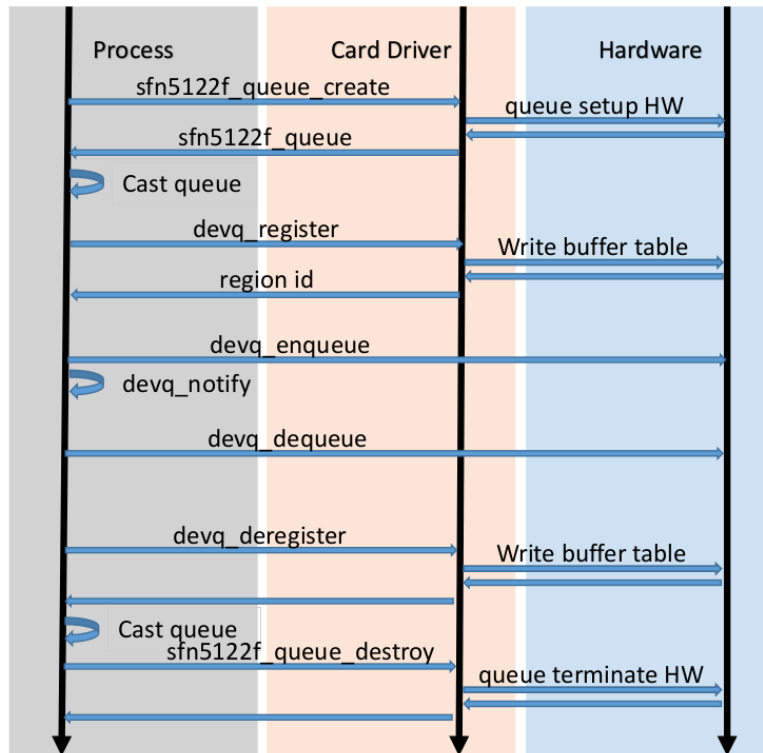 Process
Card Driver
Hardware
sfn5122f_queue_create
queue setup HW
sfn5122f_queue
Cast queue
devq_register
Write buffer table
region id
devq_enqueue
devq_notify
devq_dequeue
devq_deregister
Write buffer table
Cast queue
sfn5122f_queue_destroy
queue terminate HW